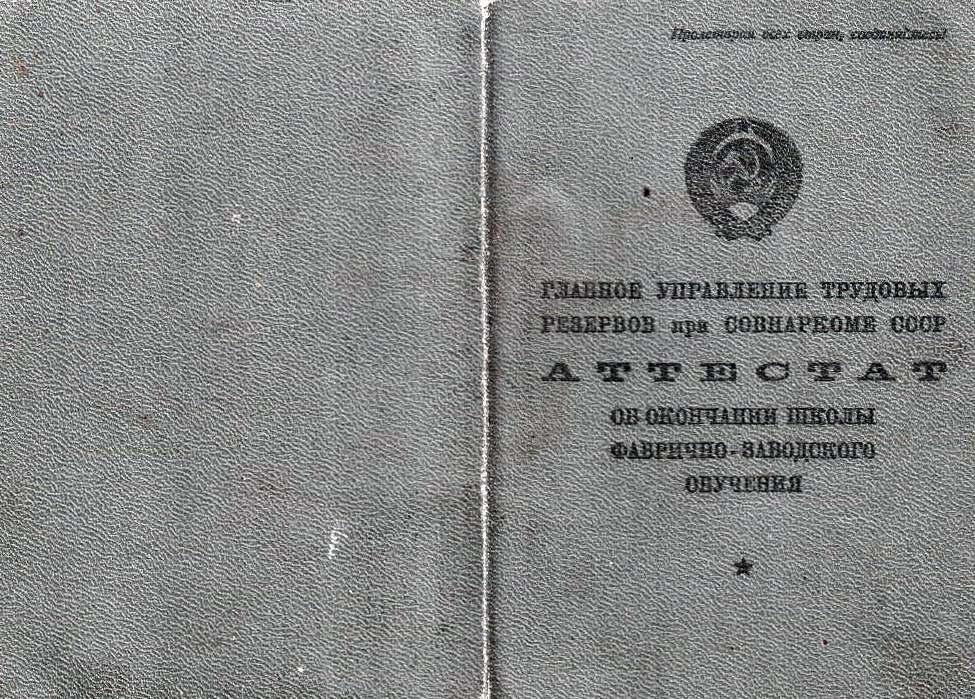 Пролетарии всех стран, соединяйтесь!
ГЛАВНОЕ УПРАВЛЕНИЕ ТРУДОВЫХ
РЕЗЕРВОВ при СОВНАРКОМЕ СССР
АТТЕСТАТ
ОБ ОКОНЧАНИИ ШКОЛЫ
ФАБРИЧНО-ЗАВОДСКОГО
ОБУЧЕНИЯ